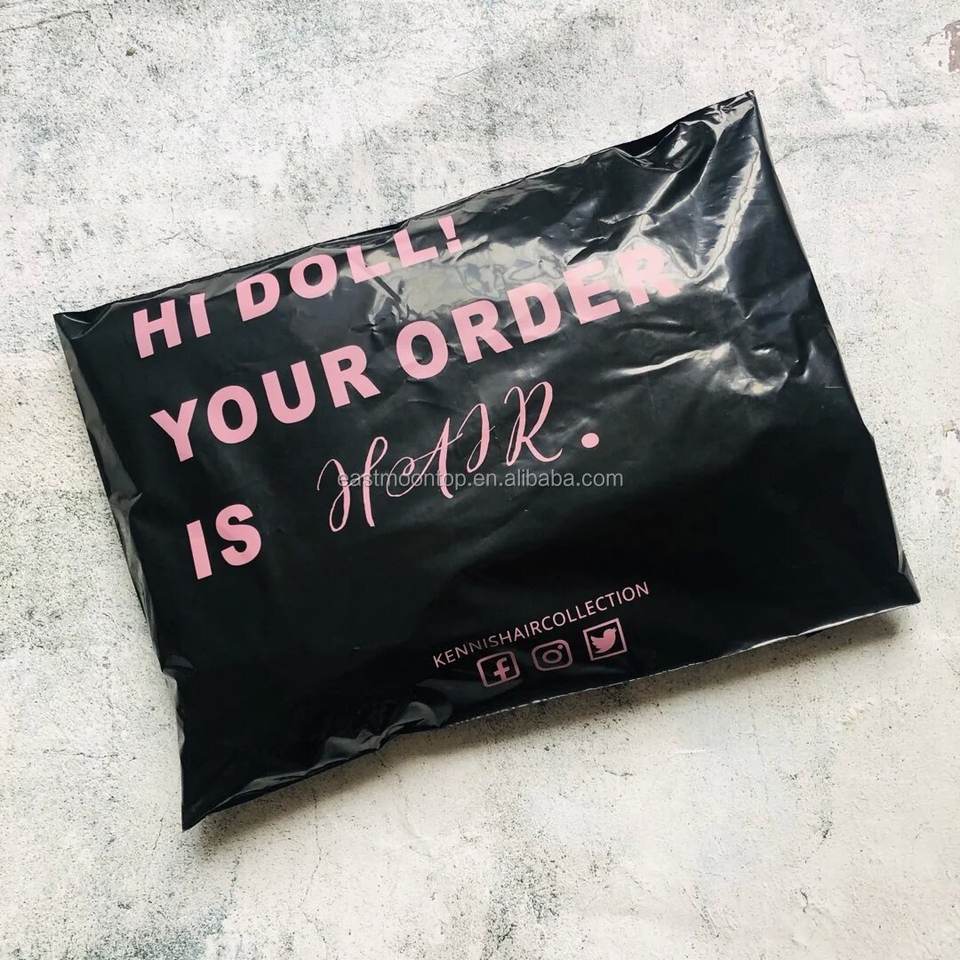 HI DOLL!
YOUR ORDER
IS HAIR.
eastmoontop.en.alibaba.com
KENNISHAIRCOLLECTION